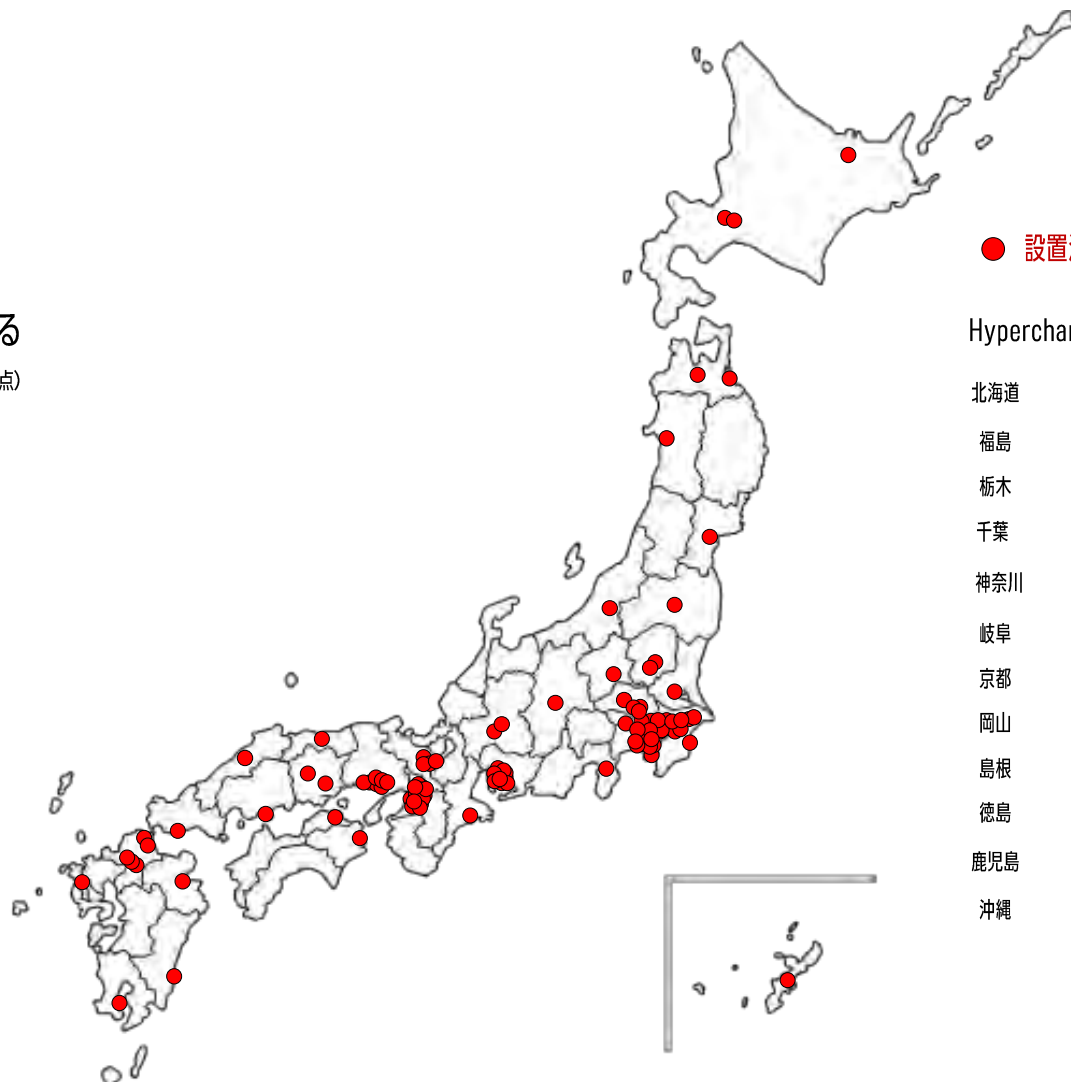 る
点)
設置
Hyperchar
北海道
福島
栃木
千葉
神奈川
岐阜
京都
岡山
島根
徳島
鹿児島
沖縄